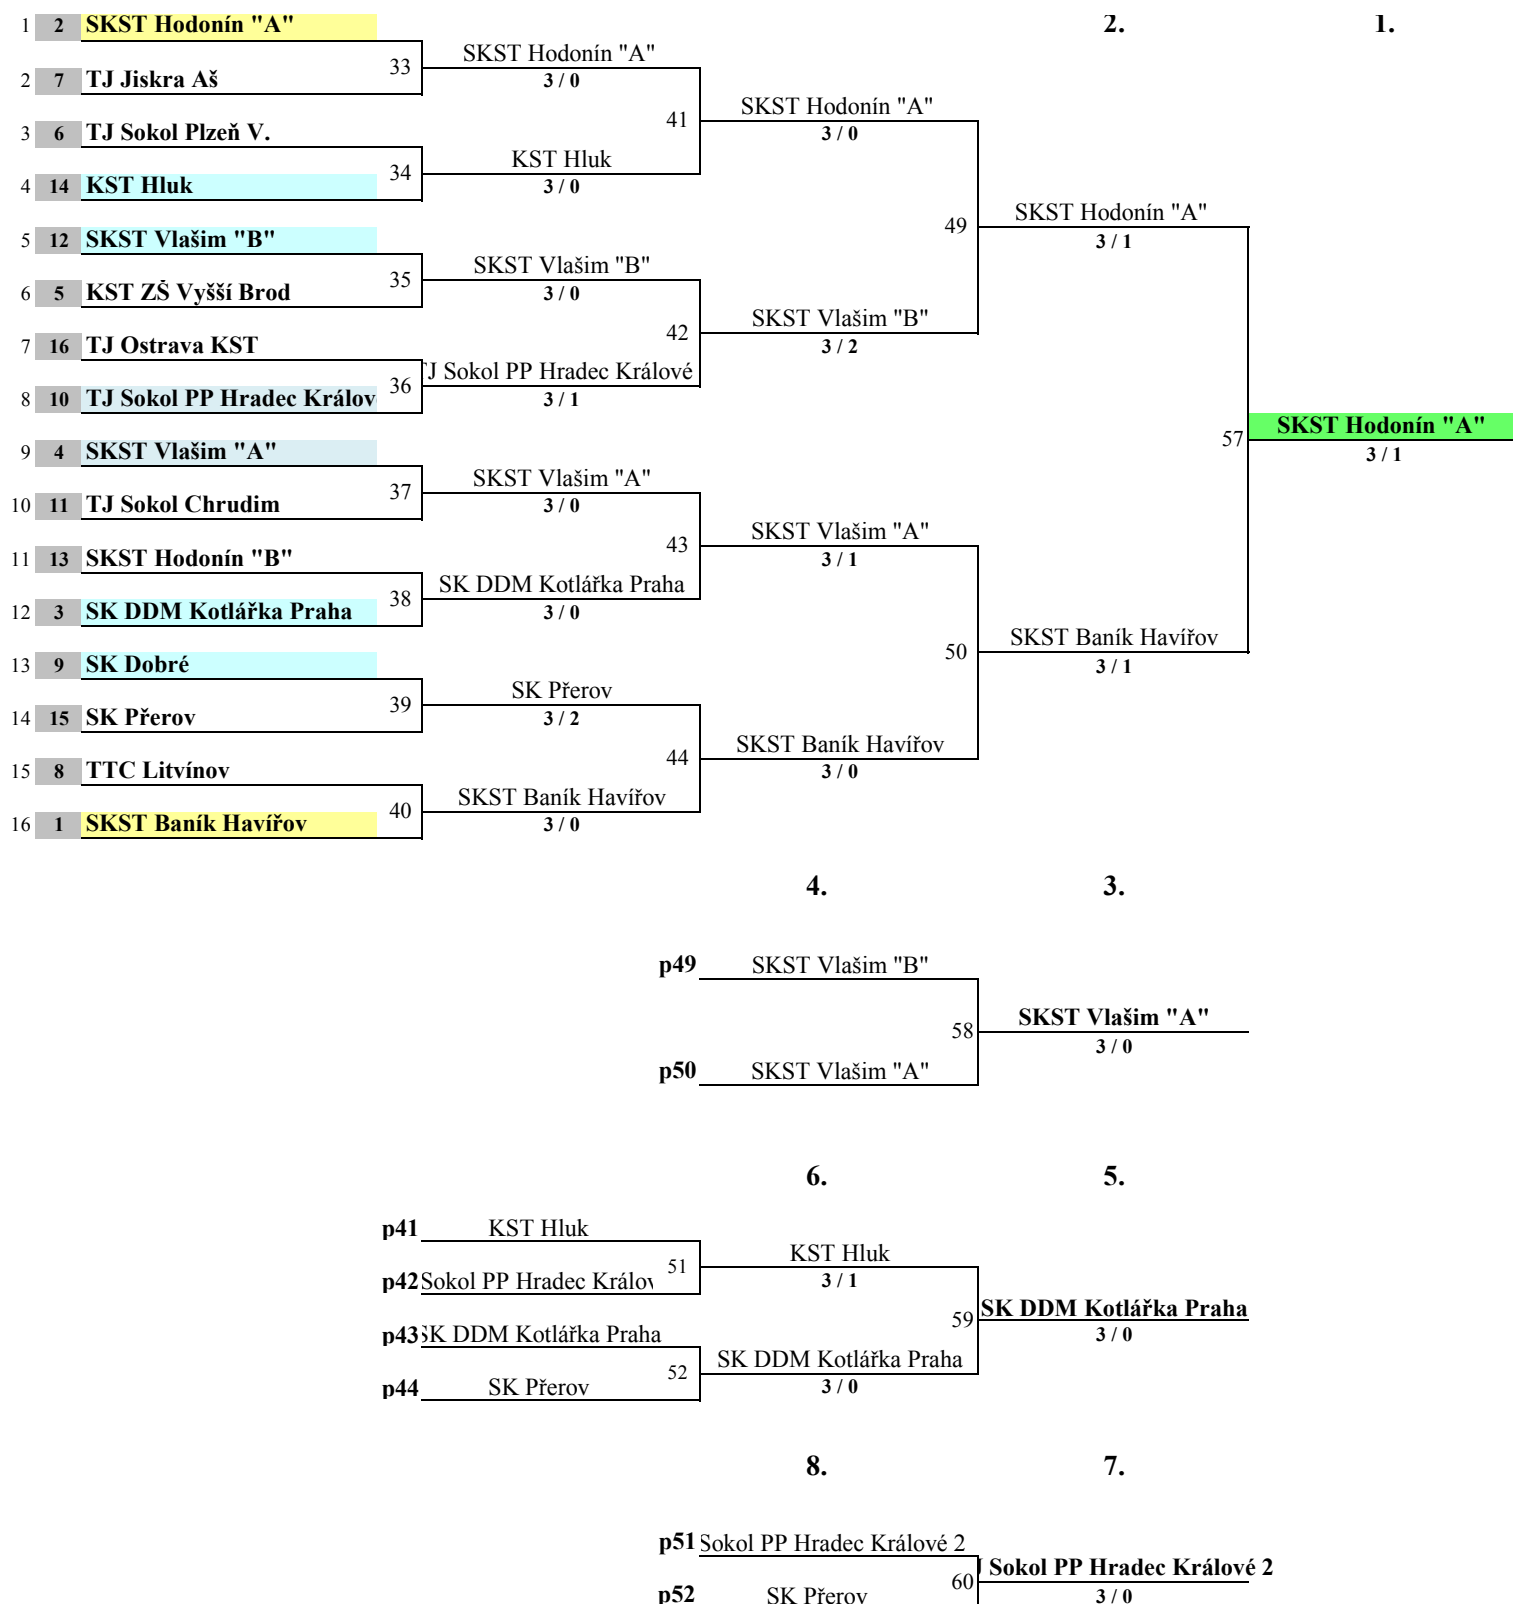 2. 1.
1 2 SKST Hodonín "A"
33 SKST Hodonín "A"
2 7 TJ Jiskra Aš 3 / 0
41 SKST Hodonín "A"
3 6 TJ Sokol Plzeň V. 3 / 0
34 KST Hluk
4 14 KST Hluk 3 / 0
49 SKST Hodonín "A"
5 12 SKST Vlašim "B" 3 / 1
35 SKST Vlašim "B"
6 5 KST ZŠ Vyšší Brod 3 / 0
42 SKST Vlašim "B"
7 16 TJ Ostrava KST 3 / 2
36 TJ Sokol PP Hradec Králové
8 10 TJ Sokol PP Hradec Králov 3 / 1
57 SKST Hodonín "A"
9 4 SKST Vlašim "A" 3 / 1
37 SKST Vlašim "A"
10 11 TJ Sokol Chrudim 3 / 0
43 SKST Vlašim "A"
11 13 SKST Hodonín "B" 3 / 1
38 SK DDM Kotlářka Praha
12 3 SK DDM Kotlářka Praha 3 / 0
50 SKST Baník Havířov
13 9 SK Dobré 3 / 1
39 SK Přerov
14 15 SK Přerov 3 / 2
44 SKST Baník Havířov
15 8 TTC Litvínov 3 / 0
40 SKST Baník Havířov
16 1 SKST Baník Havířov 3 / 0
4. 3.
p49 SKST Vlašim "B"
58 SKST Vlašim "A"
3 / 0
p50 SKST Vlašim "A"
6. 5.
p41 KST Hluk
51 KST Hluk
p42 Sokol PP Hradec Králov 3 / 1
59 SK DDM Kotlářka Praha
p43 SK DDM Kotlářka Praha 3 / 0
52 SK DDM Kotlářka Praha
p44 SK Přerov 3 / 0
8. 7.
p51 Sokol PP Hradec Králové 2
60 J Sokol PP Hradec Králové 2
p52 SK Přerov 3 / 0